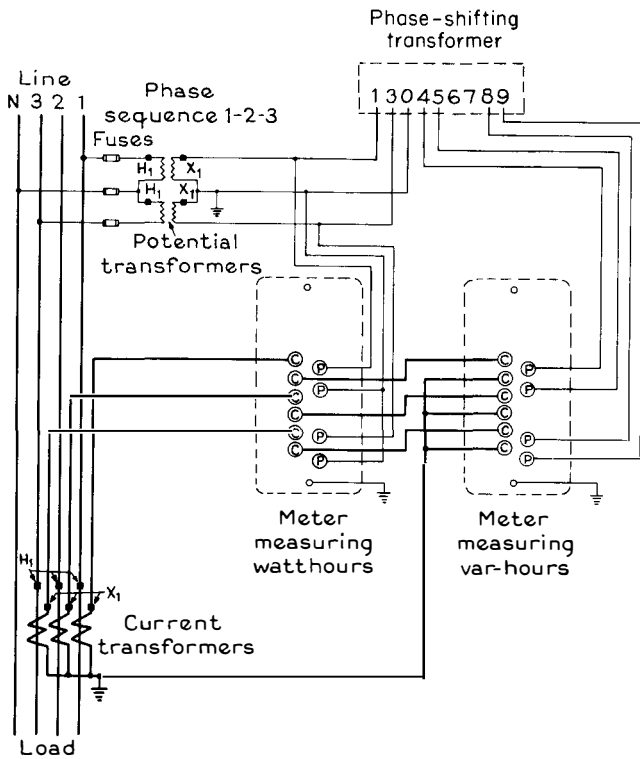 Phase-shifting
transformer
1 3 0 4 5 6 7 8 9
Line
N 3 2 1
Phase
sequence 1-2-3
Fuses
H1 X1
H1 X1
Potential
transformers
C C
C P C P
C P C P
C C
C P C P
C P C P
Meter
measuring
watthours
Meter
measuring
var-hours
H1
X1
Current
transformers
Load